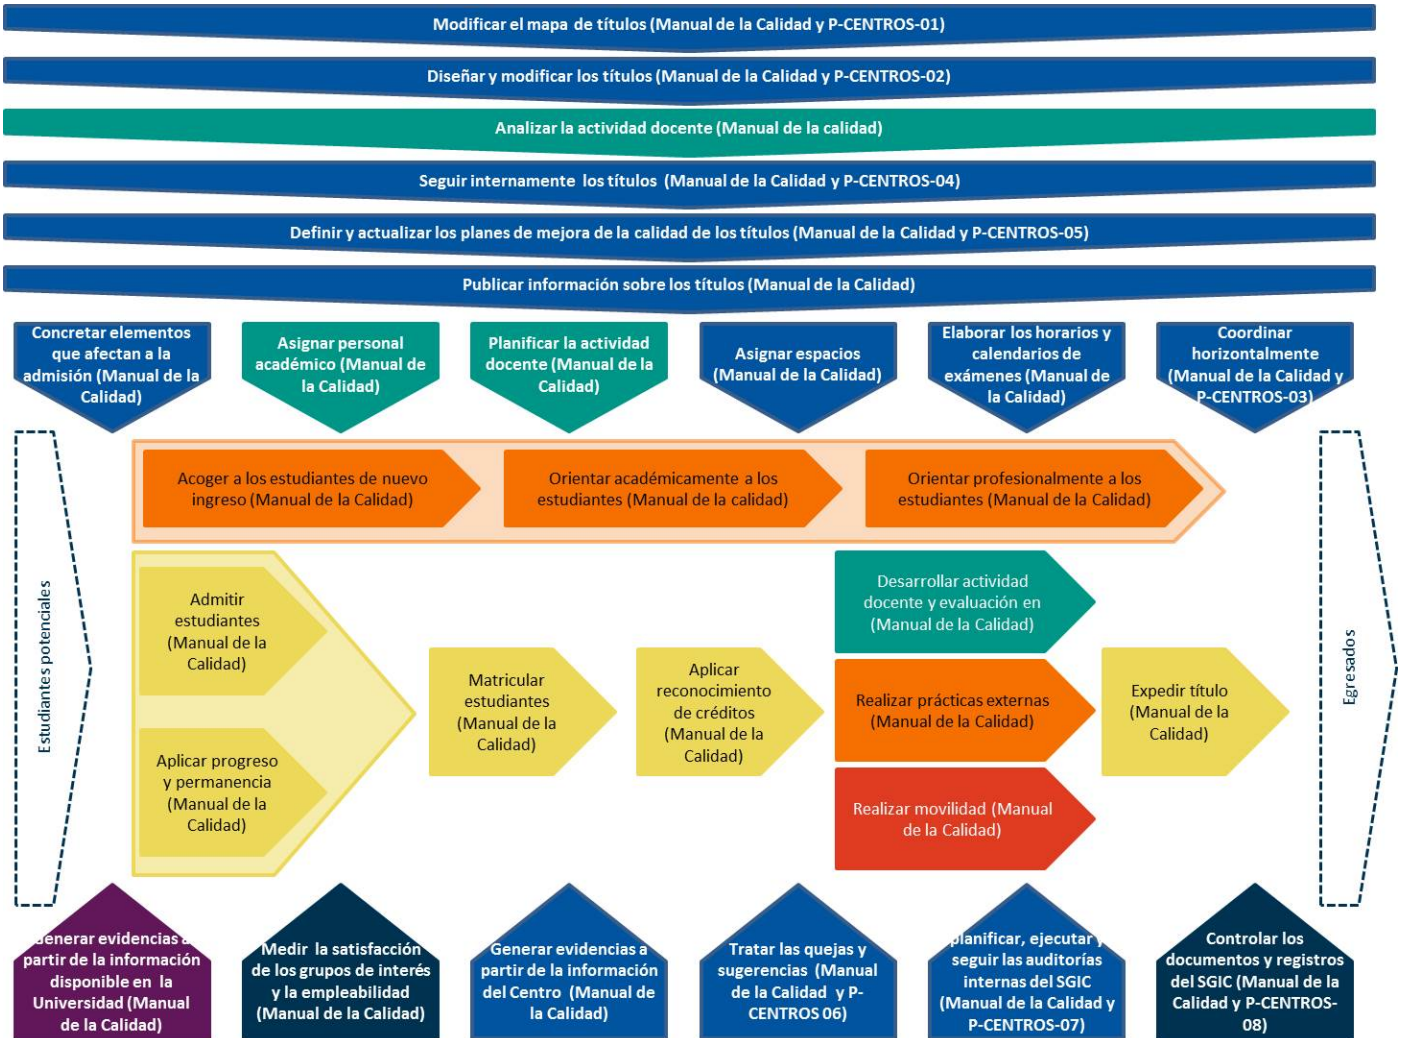 Modificar el mapa de títulos (Manual de la Calidad y P-CENTROS-01)
Diseñar y modificar los títulos (Manual de la Calidad y P-CENTROS-02)
Analizar la actividad docente (Manual de la calidad)
Seguir internamente los títulos (Manual de la Calidad y P-CENTROS-04)
Definir y actualizar los planes de mejora de la calidad de los títulos (Manual de la Calidad y P-CENTROS-05)
Publicar información sobre los títulos (Manual de la Calidad)
Concretar elementos
que afectan a la
admisión (Manual de la
Calidad)
Asignar personal
académico (Manual de
la Calidad)
Planificar la actividad
docente (Manual de la
Calidad)
Asignar espacios
(Manual de la Calidad)
Elaborar los horarios y
calendarios de
exámenes (Manual de
la Calidad)
Coordinar
horizontalmente
(Manual de la Calidad y
P-CENTROS-03)
Estudiantes potenciales
Acoger a los estudiantes de nuevo
ingreso (Manual de la Calidad)
Orientar académicamente a los
estudiantes (Manual de la calidad)
Orientar profesionalmente a los
estudiantes (Manual de la Calidad)
Admitir
estudiantes
(Manual de la
Calidad)
Aplicar progreso
y permanencia
(Manual de la
Calidad)
Matricular
estudiantes
(Manual de la
Calidad)
Aplicar
reconocimiento
de créditos
(Manual de la
Calidad)
Desarrollar actividad
docente y evaluación en
(Manual de la Calidad)
Realizar prácticas externas
(Manual de la Calidad)
Realizar movilidad (Manual
de la Calidad)
Expedir título
(Manual de la
Calidad)
Egresados
Generar evidencias a
partir de la información
disponible en la
Universidad (Manual
de la Calidad)
Medir la satisfacción
de los grupos de interés
y la empleabilidad
(Manual de la Calidad)
Generar evidencias a
partir de la información
del Centro (Manual de
la Calidad)
Tratar las quejas y
sugerencias (Manual
de la Calidad y P-
CENTROS 06)
planificar, ejecutar y
seguir las auditorías
internas del SGIC
(Manual de la Calidad y
P-CENTROS-07)
Controlar los
documentos y registros
del SGIC (Manual de la
Calidad y P-CENTROS-
08)